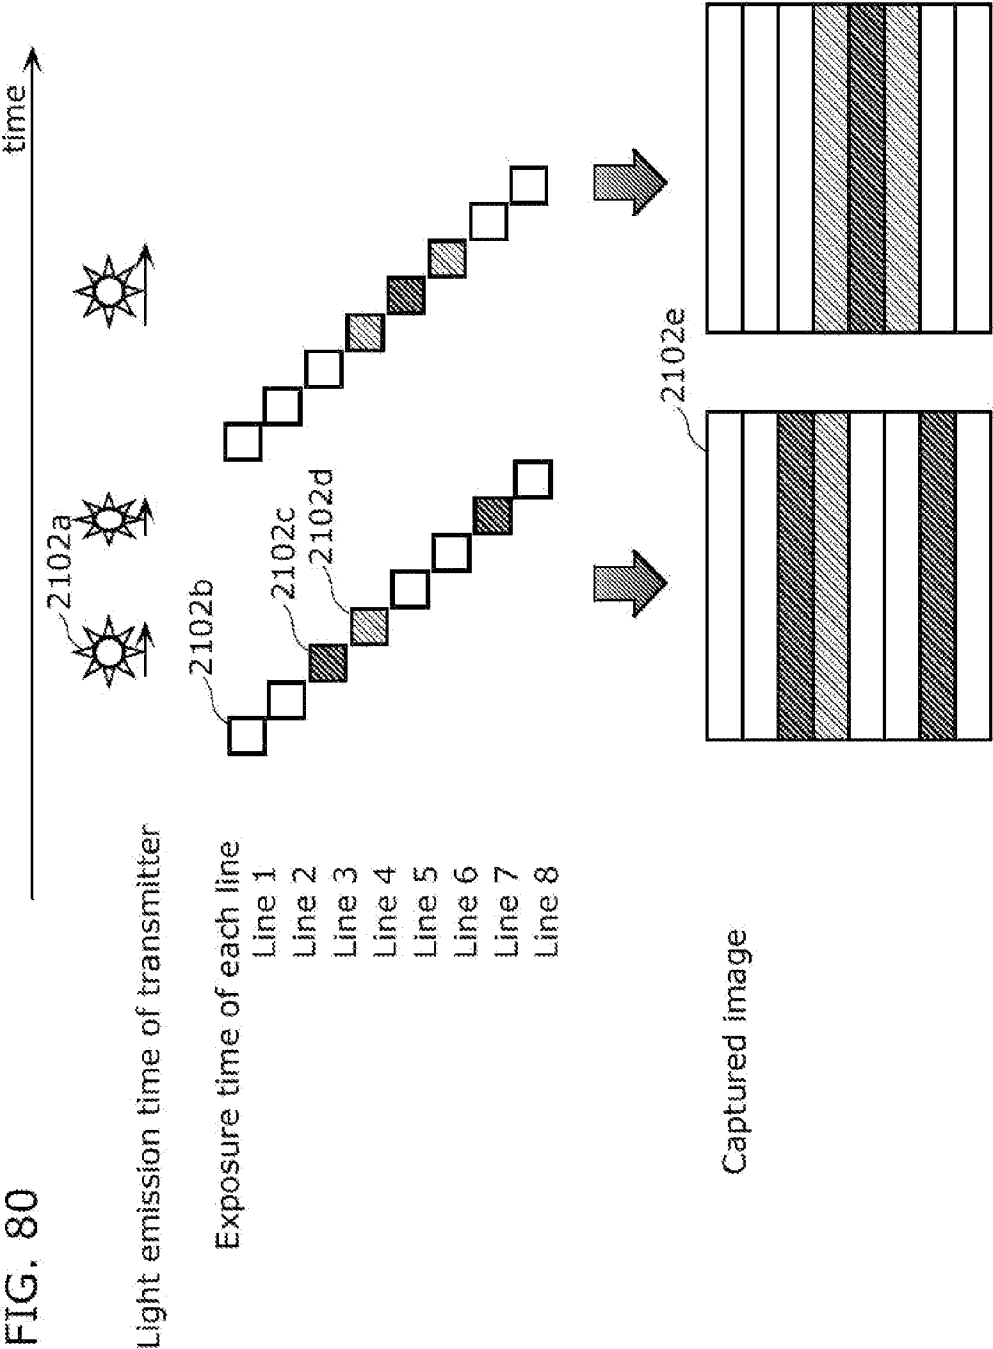 FIG. 80
time
Light emission time of transmitter
2102a
Exposure time of each line
2102b
2102c
2102d
Line 1
Line 2
Line 3
Line 4
Line 5
Line 6
Line 7
Line 8
Captured image
2102e